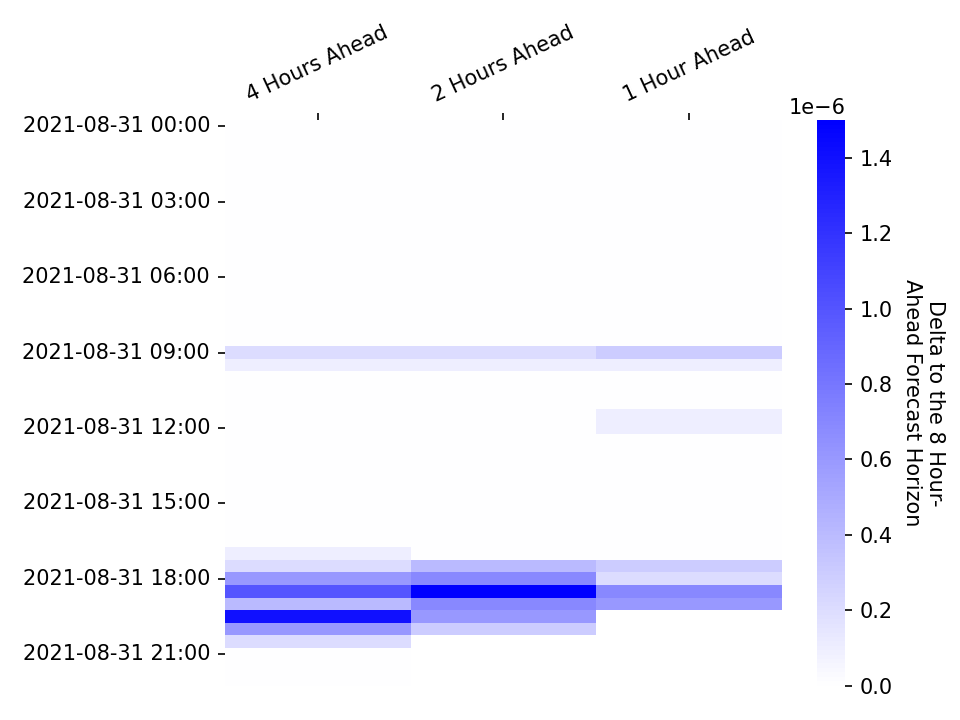 4 Hours Ahead
2 Hours Ahead
1 Hour Ahead
1e−6
2021-08-31 00:00
2021-08-31 03:00
2021-08-31 06:00
2021-08-31 09:00
2021-08-31 12:00
2021-08-31 15:00
2021-08-31 18:00
2021-08-31 21:00
1.4
1.2
1.0
0.8
0.6
0.4
0.2
0.0
Delta to the 8 Hour-
Ahead Forecast Horizon